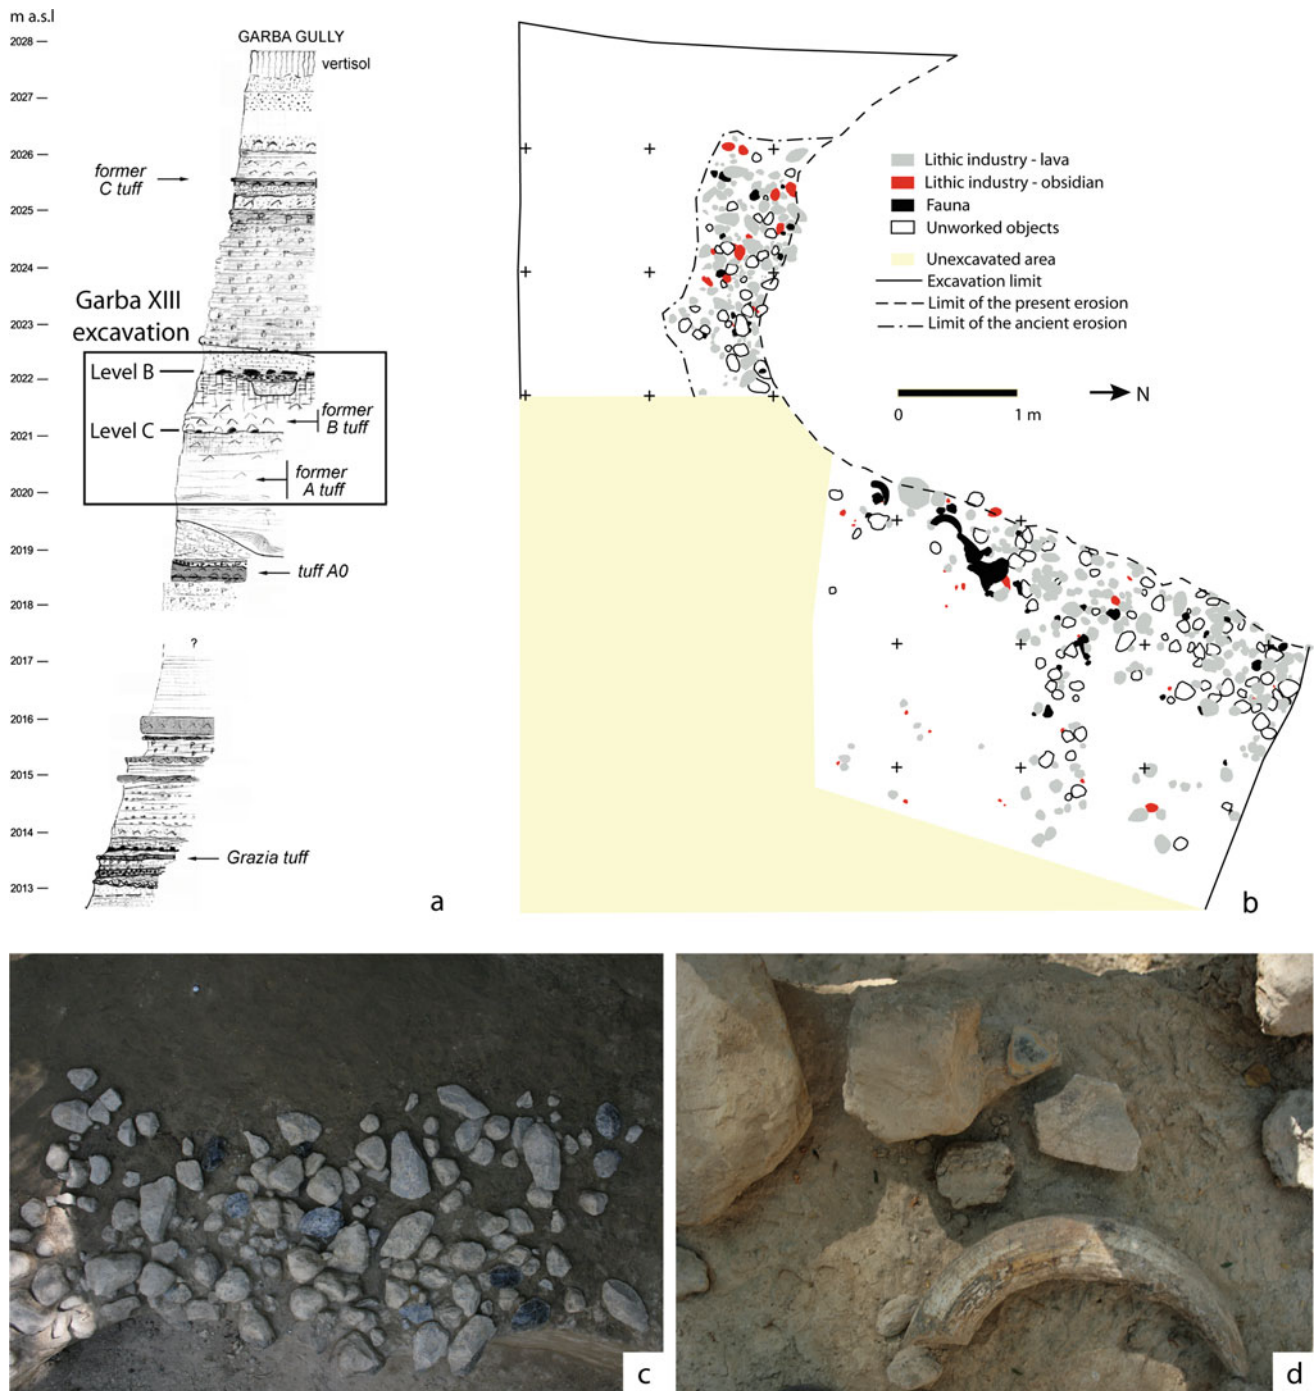 m a.s.l
GARBA GULLY
2028
vertisol
2027
2026
former
C tuff
2025
2024
Garba XIII
excavation
2023
Level B
2022
former
B tuff
Level C
2021
former
A tuff
2020
2019
tuff A0
2018
?
2017
2016
2015
2014
Grazia tuff
2013
a
Lithic industry - lava
Lithic industry - obsidian
Fauna
Unworked objects
Unexcavated area
Excavation limit
Limit of the present erosion
Limit of the ancient erosion
N
0 1 m
b
c
d